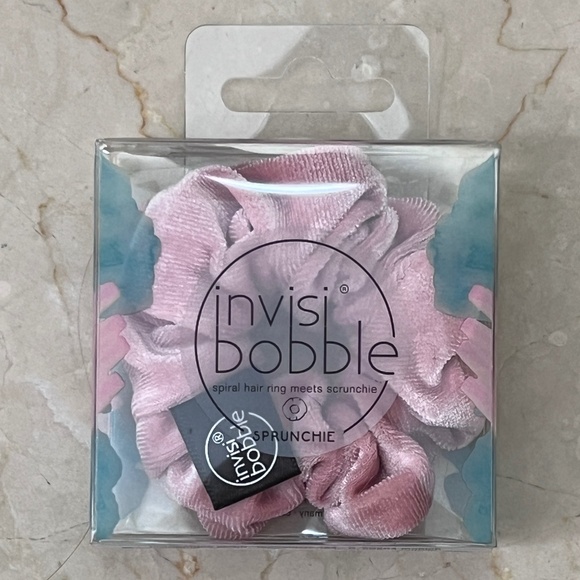 invisi®
bobble
spiral hair ring meets scrunchie
SPRUNCHIE
invisi®
bobble